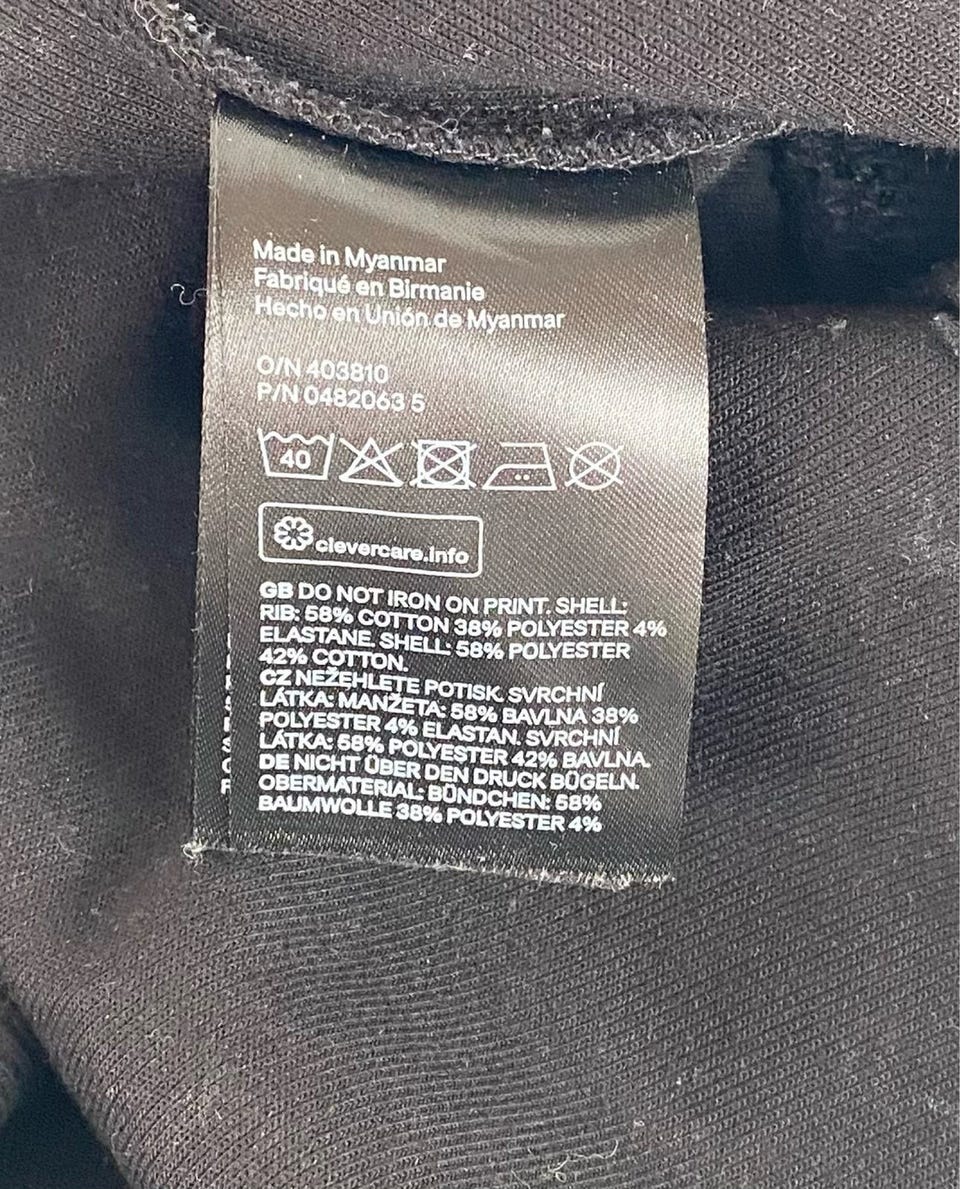 Made in Myanmar
Fabriqué en Birmanie
Hecho en Unión de Myanmar
O/N 403810
P/N 0482063 5
40
clevercare.info
GB DO NOT IRON ON PRINT. SHELL:
RIB: 58% COTTON 38% POLYESTER 4%
ELASTANE. SHELL: 58% POLYESTER
42% COTTON.
CZ NEŽEHLETE POTISK. SVRCHNÍ
LÁTKA: MANŽETA: 58% BAVLNA 38%
POLYESTER 4% ELASTAN. SVRCHNÍ
LÁTKA: 58% POLYESTER 42% BAVLNA.
DE NICHT ÜBER DEN DRUCK BÜGELN.
OBERMATERIAL: BÜNDCHEN: 58%
BAUMWOLLE 38% POLYESTER 4%